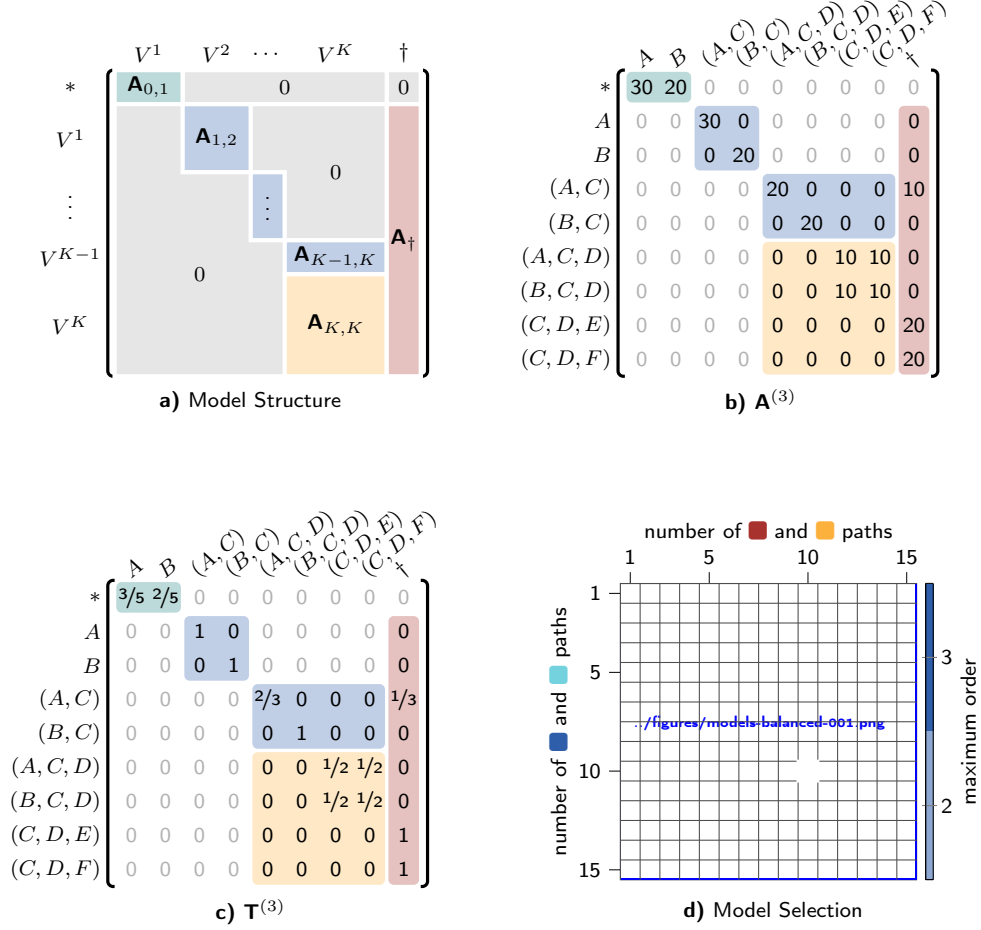 V^1 V^2 ⋯ V^K †
* A_{0,1} 0 0
V^1 A_{1,2}
0
⋮ ⋮
V^{K−1} A_{K−1,K} A_†
0
V^K A_{K,K}
a) Model Structure
A B (A, C) (B, C) (A, C, D) (B, C, D) (C, D, E) (C, D, F) †
* 30 20 0 0 0 0 0 0 0
A 0 0 30 0 0 0 0 0 0
B 0 0 0 20 0 0 0 0 0
(A, C) 0 0 0 0 20 0 0 0 10
(B, C) 0 0 0 0 0 20 0 0 0
(A, C, D) 0 0 0 0 0 0 10 10 0
(B, C, D) 0 0 0 0 0 0 10 10 0
(C, D, E) 0 0 0 0 0 0 0 0 20
(C, D, F) 0 0 0 0 0 0 0 0 20
b) A^{(3)}
A B (A, C) (B, C) (A, C, D) (B, C, D) (C, D, E) (C, D, F) †
* 3/5 2/5 0 0 0 0 0 0 0
A 0 0 1 0 0 0 0 0 0
B 0 0 0 1 0 0 0 0 0
(A, C) 0 0 0 0 2/3 0 0 0 1/3
(B, C) 0 0 0 0 0 1 0 0 0
(A, C, D) 0 0 0 0 0 0 1/2 1/2 0
(B, C, D) 0 0 0 0 0 0 1/2 1/2 0
(C, D, E) 0 0 0 0 0 0 0 0 1
(C, D, F) 0 0 0 0 0 0 0 0 1
c) T^{(3)}
number of and paths
1 5 10 15
number of and paths
1
5
10
15
../figures/models-balanced-001.png
3
2
maximum order
d) Model Selection